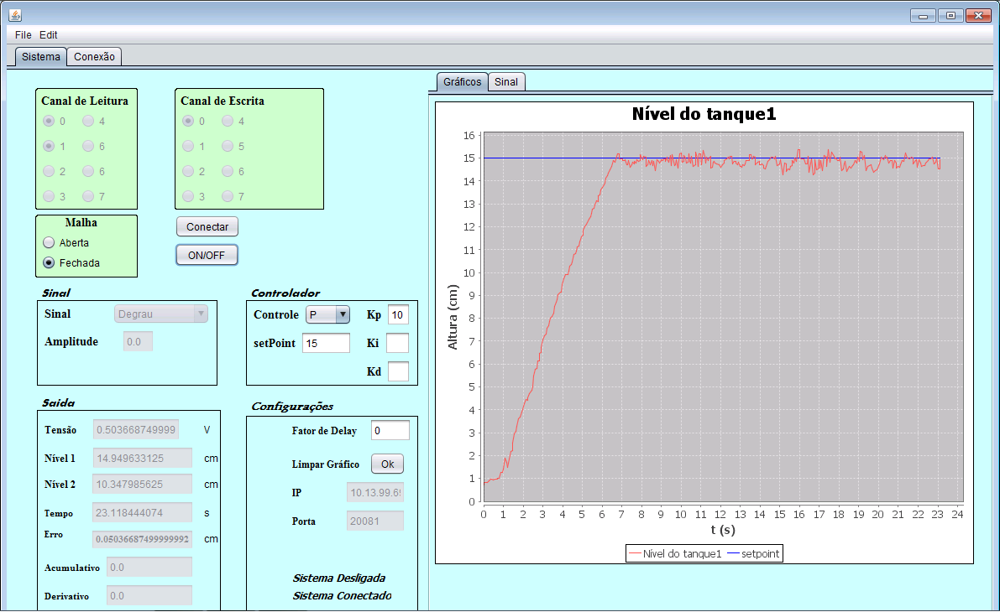 File Edit
Sistema Conexão
Canal de Leitura
0 4
1 6
2 6
3 7
Canal de Escrita
0 4
1 5
2 6
3 7
Malha
Aberta
Fechada
Conectar
ON/OFF
Sinal
Sinal Degrau
Amplitude 0.0
Controlador
Controle P Kp 10
setPoint 15 Ki
Kd
Saida
Tensão 0.503668749999 V
Nível 1 14.949633125 cm
Nível 2 10.347985625 cm
Tempo 23.118444074 s
Erro 0.05036687499999992 cm
Acumulativo 0.0
Derivativo 0.0
Configurações
Fator de Delay 0
Limpar Gráfico Ok
IP 10.13.99.69
Porta 20081
Sistema Desligada
Sistema Conectado
Gráficos Sinal
Nível do tanque1
Altura (cm)
16
15
14
13
12
11
10
9
8
7
6
5
4
3
2
1
0
0 1 2 3 4 5 6 7 8 9 10 11 12 13 14 15 16 17 18 19 20 21 22 23 24
t (s)
Nível do tanque1 setpoint